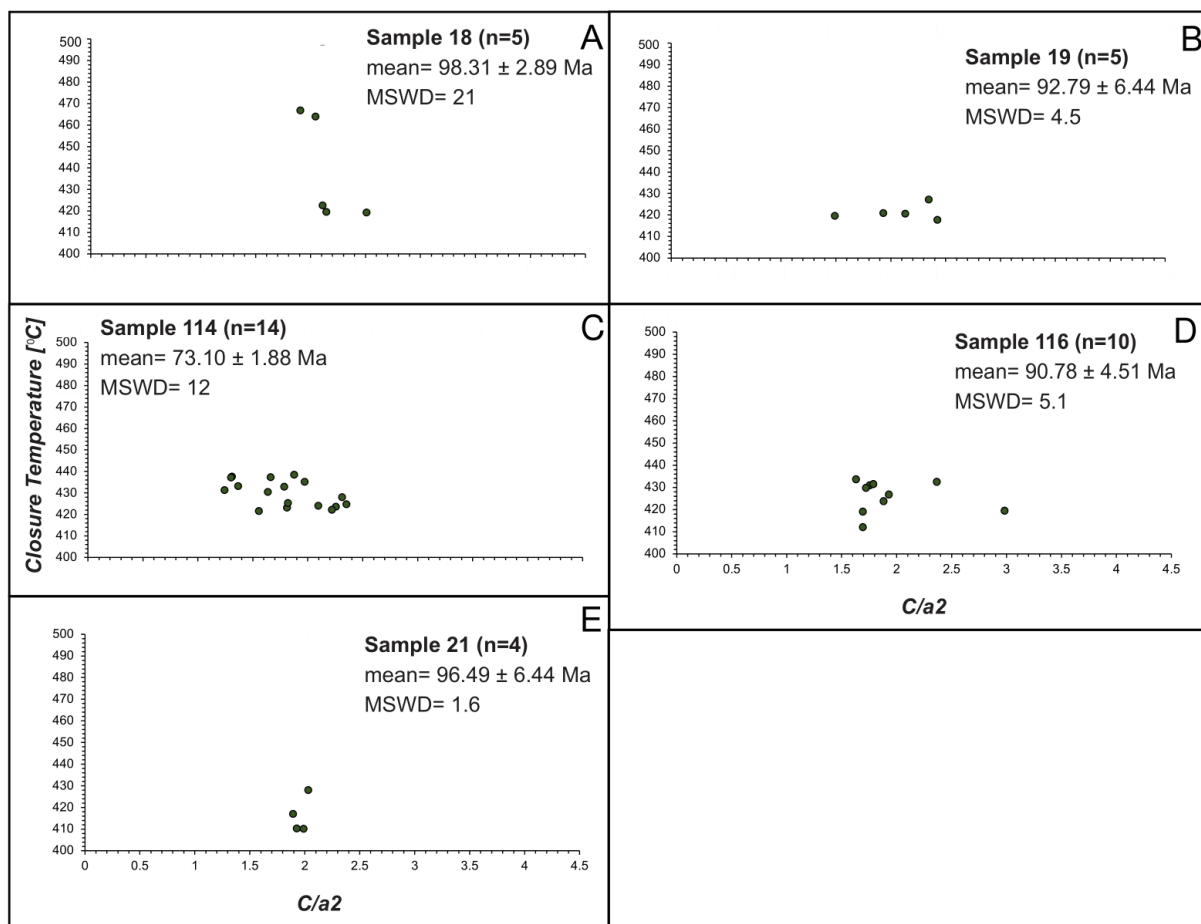 A
Sample 18 (n=5)
mean= 98.31 ± 2.89 Ma
MSWD= 21
500
490
480
470
460
450
440
430
420
410
400
B
Sample 19 (n=5)
mean= 92.79 ± 6.44 Ma
MSWD= 4.5
500
490
480
470
460
450
440
430
420
410
400
C
Sample 114 (n=14)
mean= 73.10 ± 1.88 Ma
MSWD= 12
Closure Temperature [°C]
500
490
480
470
460
450
440
430
420
410
400
D
Sample 116 (n=10)
mean= 90.78 ± 4.51 Ma
MSWD= 5.1
500
490
480
470
460
450
440
430
420
410
400
0 0.5 1 1.5 2 2.5 3 3.5 4 4.5
C/a2
E
Sample 21 (n=4)
mean= 96.49 ± 6.44 Ma
MSWD= 1.6
500
490
480
470
460
450
440
430
420
410
400
0 0.5 1 1.5 2 2.5 3 3.5 4 4.5
C/a2